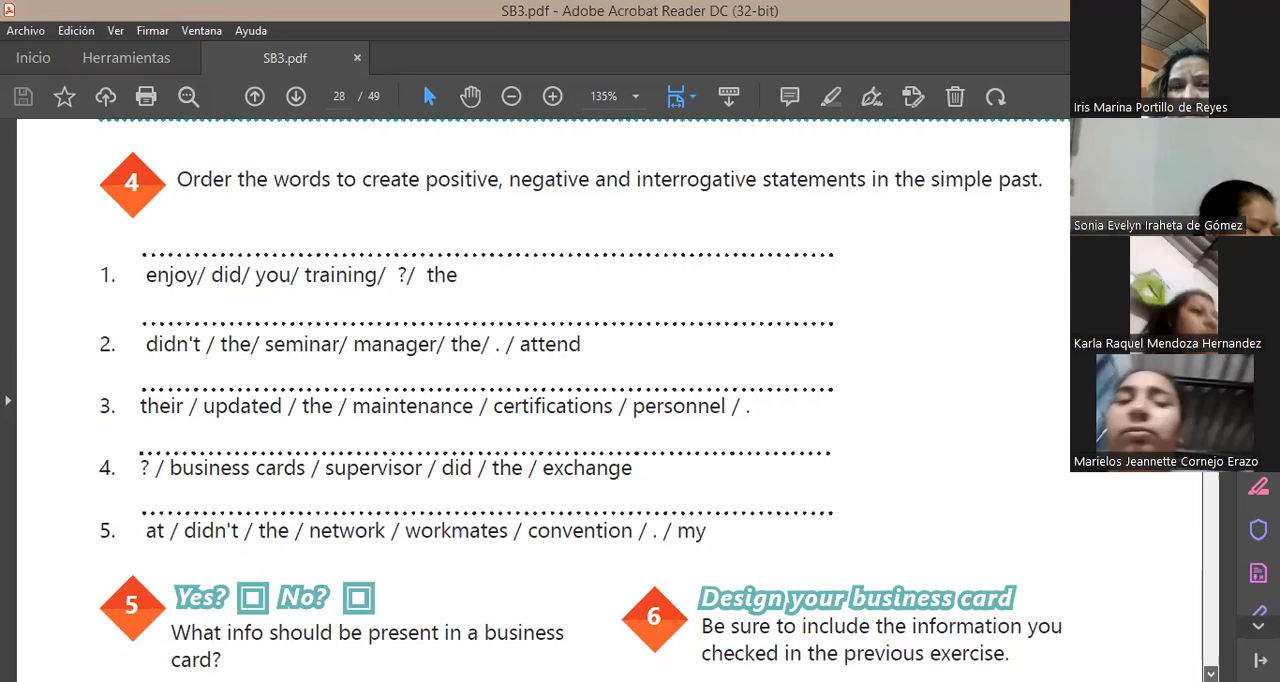 SB3.pdf - Adobe Acrobat Reader DC (32-bit)
Archivo Edición Ver Firmar Ventana Ayuda
Inicio Herramientas SB3.pdf ×
28 / 49 135%
4 Order the words to create positive, negative and interrogative statements in the simple past.
1. enjoy/ did/ you/ training/ ?/ the
2. didn't / the/ seminar/ manager/ the/ . / attend
3. their / updated / the / maintenance / certifications / personnel / .
4. ? / business cards / supervisor / did / the / exchange
5. at / didn't / the / network / workmates / convention / . / my
5 Yes? No?
What info should be present in a business
card?
6 Design your business card
Be sure to include the information you
checked in the previous exercise.
Iris Marina Portillo de Reyes
Sonia Evelyn Iraheta de Gómez
Karla Raquel Mendoza Hernandez
Marielos Jeannette Cornejo Erazo